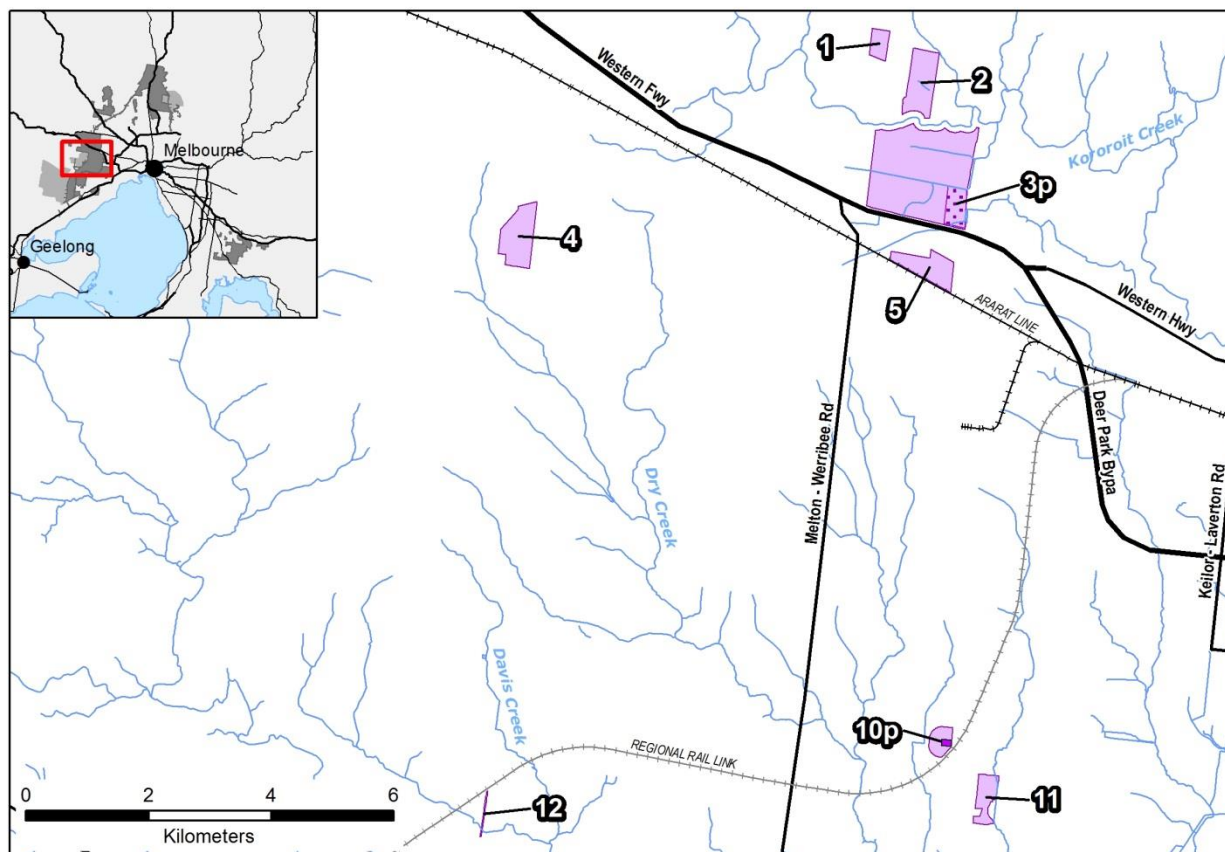 Melbourne
Geelong
Western Fwy
1
2
Kororoit Creek
3p
4
5
ARARAT LINE
Western Hwy
Deer Park Bypa
Melton - Werribee Rd
Keilor - Laverton Rd
Dry Creek
Davis Creek
10p
REGIONAL RAIL LINK
11
12
0 2 4 6
Kilometers